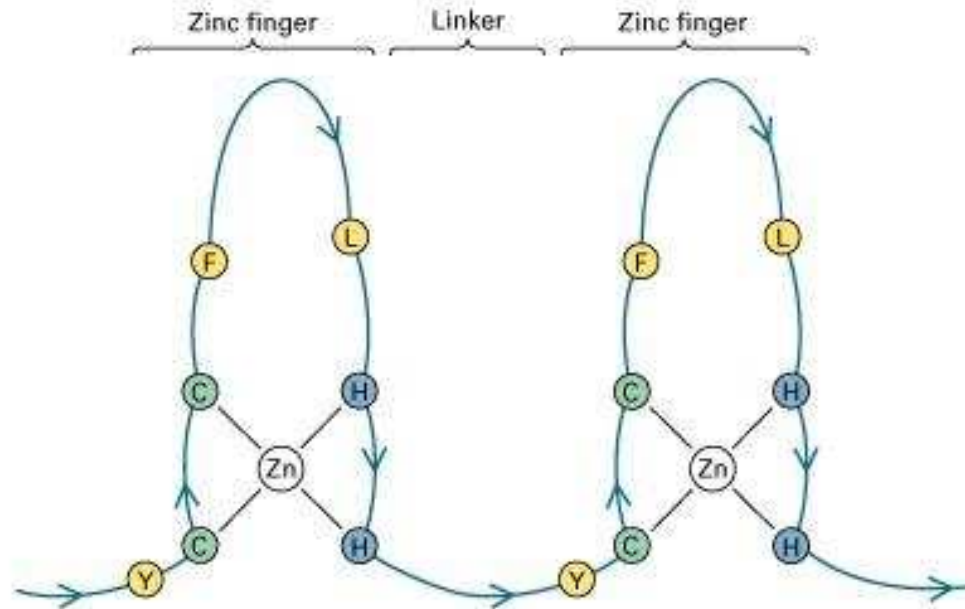 Zinc finger Linker Zinc finger
L L
F F
C H C H
Zn Zn
C H C H
Y Y